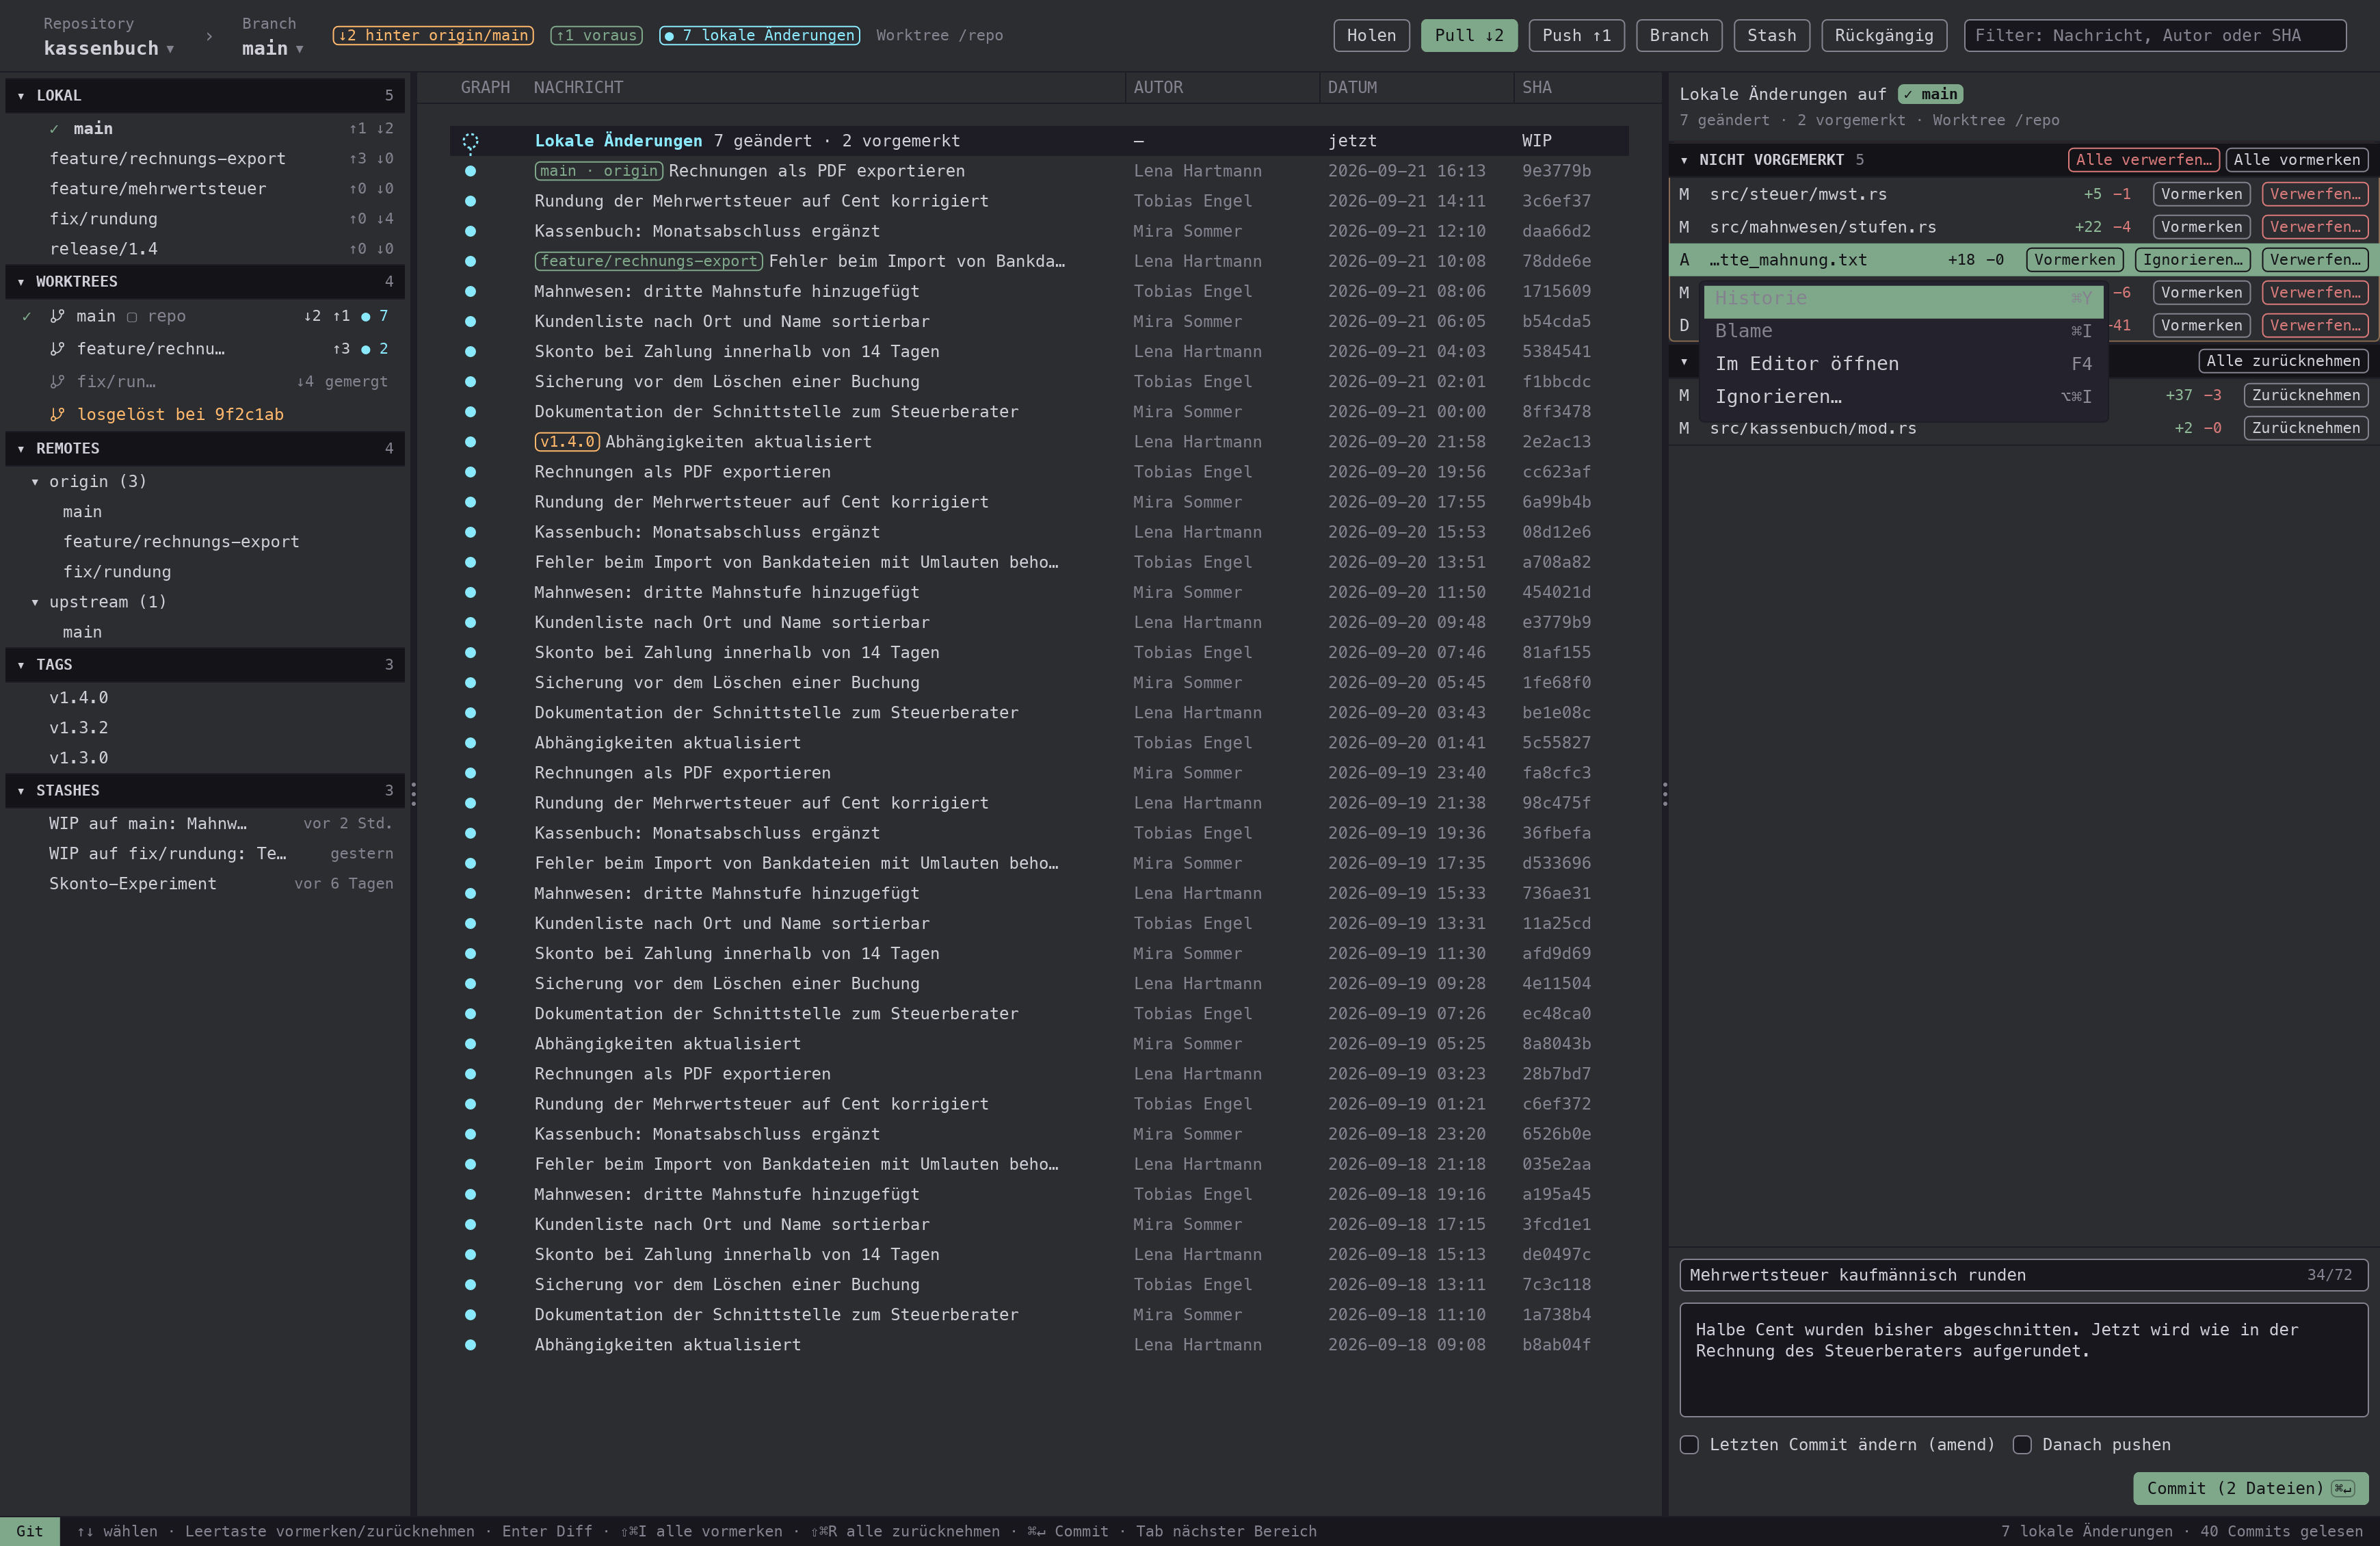 Repository
kassenbuch ▾
›
Branch
main ▾
↓2 hinter origin/main
↑1 voraus
● 7 lokale Änderungen
Worktree /repo
Holen
Pull ↓2
Push ↑1
Branch
Stash
Rückgängig
Filter: Nachricht, Autor oder SHA
▾ LOKAL 5
✓ main ↑1 ↓2
feature/rechnungs-export ↑3 ↓0
feature/mehrwertsteuer ↑0 ↓0
fix/rundung ↑0 ↓4
release/1.4 ↑0 ↓0
▾ WORKTREES 4
✓ main ▢ repo ↓2 ↑1 ● 7
feature/rechnu… ↑3 ● 2
fix/run… ↓4 gemergt
losgelöst bei 9f2c1ab
▾ REMOTES 4
▾ origin (3)
main
feature/rechnungs-export
fix/rundung
▾ upstream (1)
main
▾ TAGS 3
v1.4.0
v1.3.2
v1.3.0
▾ STASHES 3
WIP auf main: Mahnw… vor 2 Std.
WIP auf fix/rundung: Te… gestern
Skonto-Experiment vor 6 Tagen
GRAPH NACHRICHT AUTOR DATUM SHA
Lokale Änderungen 7 geändert · 2 vorgemerkt — jetzt WIP
main · origin Rechnungen als PDF exportieren Lena Hartmann 2026-09-21 16:13 9e3779b
Rundung der Mehrwertsteuer auf Cent korrigiert Tobias Engel 2026-09-21 14:11 3c6ef37
Kassenbuch: Monatsabschluss ergänzt Mira Sommer 2026-09-21 12:10 daa66d2
feature/rechnungs-export Fehler beim Import von Bankda… Lena Hartmann 2026-09-21 10:08 78dde6e
Mahnwesen: dritte Mahnstufe hinzugefügt Tobias Engel 2026-09-21 08:06 1715609
Kundenliste nach Ort und Name sortierbar Mira Sommer 2026-09-21 06:05 b54cda5
Skonto bei Zahlung innerhalb von 14 Tagen Lena Hartmann 2026-09-21 04:03 5384541
Sicherung vor dem Löschen einer Buchung Tobias Engel 2026-09-21 02:01 f1bbcdc
Dokumentation der Schnittstelle zum Steuerberater Mira Sommer 2026-09-21 00:00 8ff3478
v1.4.0 Abhängigkeiten aktualisiert Lena Hartmann 2026-09-20 21:58 2e2ac13
Rechnungen als PDF exportieren Tobias Engel 2026-09-20 19:56 cc623af
Rundung der Mehrwertsteuer auf Cent korrigiert Mira Sommer 2026-09-20 17:55 6a99b4b
Kassenbuch: Monatsabschluss ergänzt Lena Hartmann 2026-09-20 15:53 08d12e6
Fehler beim Import von Bankdateien mit Umlauten beho… Tobias Engel 2026-09-20 13:51 a708a82
Mahnwesen: dritte Mahnstufe hinzugefügt Mira Sommer 2026-09-20 11:50 454021d
Kundenliste nach Ort und Name sortierbar Lena Hartmann 2026-09-20 09:48 e3779b9
Skonto bei Zahlung innerhalb von 14 Tagen Tobias Engel 2026-09-20 07:46 81af155
Sicherung vor dem Löschen einer Buchung Mira Sommer 2026-09-20 05:45 1fe68f0
Dokumentation der Schnittstelle zum Steuerberater Lena Hartmann 2026-09-20 03:43 be1e08c
Abhängigkeiten aktualisiert Tobias Engel 2026-09-20 01:41 5c55827
Rechnungen als PDF exportieren Mira Sommer 2026-09-19 23:40 fa8cfc3
Rundung der Mehrwertsteuer auf Cent korrigiert Lena Hartmann 2026-09-19 21:38 98c475f
Kassenbuch: Monatsabschluss ergänzt Tobias Engel 2026-09-19 19:36 36fbefa
Fehler beim Import von Bankdateien mit Umlauten beho… Mira Sommer 2026-09-19 17:35 d533696
Mahnwesen: dritte Mahnstufe hinzugefügt Lena Hartmann 2026-09-19 15:33 736ae31
Kundenliste nach Ort und Name sortierbar Tobias Engel 2026-09-19 13:31 11a25cd
Skonto bei Zahlung innerhalb von 14 Tagen Mira Sommer 2026-09-19 11:30 afd9d69
Sicherung vor dem Löschen einer Buchung Lena Hartmann 2026-09-19 09:28 4e11504
Dokumentation der Schnittstelle zum Steuerberater Tobias Engel 2026-09-19 07:26 ec48ca0
Abhängigkeiten aktualisiert Mira Sommer 2026-09-19 05:25 8a8043b
Rechnungen als PDF exportieren Lena Hartmann 2026-09-19 03:23 28b7bd7
Rundung der Mehrwertsteuer auf Cent korrigiert Tobias Engel 2026-09-19 01:21 c6ef372
Kassenbuch: Monatsabschluss ergänzt Mira Sommer 2026-09-18 23:20 6526b0e
Fehler beim Import von Bankdateien mit Umlauten beho… Lena Hartmann 2026-09-18 21:18 035e2aa
Mahnwesen: dritte Mahnstufe hinzugefügt Tobias Engel 2026-09-18 19:16 a195a45
Kundenliste nach Ort und Name sortierbar Mira Sommer 2026-09-18 17:15 3fcd1e1
Skonto bei Zahlung innerhalb von 14 Tagen Lena Hartmann 2026-09-18 15:13 de0497c
Sicherung vor dem Löschen einer Buchung Tobias Engel 2026-09-18 13:11 7c3c118
Dokumentation der Schnittstelle zum Steuerberater Mira Sommer 2026-09-18 11:10 1a738b4
Abhängigkeiten aktualisiert Lena Hartmann 2026-09-18 09:08 b8ab04f
Lokale Änderungen auf ✓ main
7 geändert · 2 vorgemerkt · Worktree /repo
▾ NICHT VORGEMERKT 5 Alle verwerfen… Alle vormerken
M src/steuer/mwst.rs +5 −1 Vormerken Verwerfen…
M src/mahnwesen/stufen.rs +22 −4 Vormerken Verwerfen…
A …tte_mahnung.txt +18 −0 Vormerken Ignorieren… Verwerfen…
M −6 Vormerken Verwerfen…
D −41 Vormerken Verwerfen…
Historie ⌘Y
Blame ⌘I
Im Editor öffnen F4
Ignorieren… ⌥⌘I
▾ Alle zurücknehmen
M +37 −3 Zurücknehmen
M src/kassenbuch/mod.rs +2 −0 Zurücknehmen
Mehrwertsteuer kaufmännisch runden 34/72
Halbe Cent wurden bisher abgeschnitten. Jetzt wird wie in der
Rechnung des Steuerberaters aufgerundet.
Letzten Commit ändern (amend)
Danach pushen
Commit (2 Dateien) ⌘↵
Git ↑↓ wählen · Leertaste vormerken/zurücknehmen · Enter Diff · ⇧⌘I alle vormerken · ⇧⌘R alle zurücknehmen · ⌘↵ Commit · Tab nächster Bereich
7 lokale Änderungen · 40 Commits gelesen